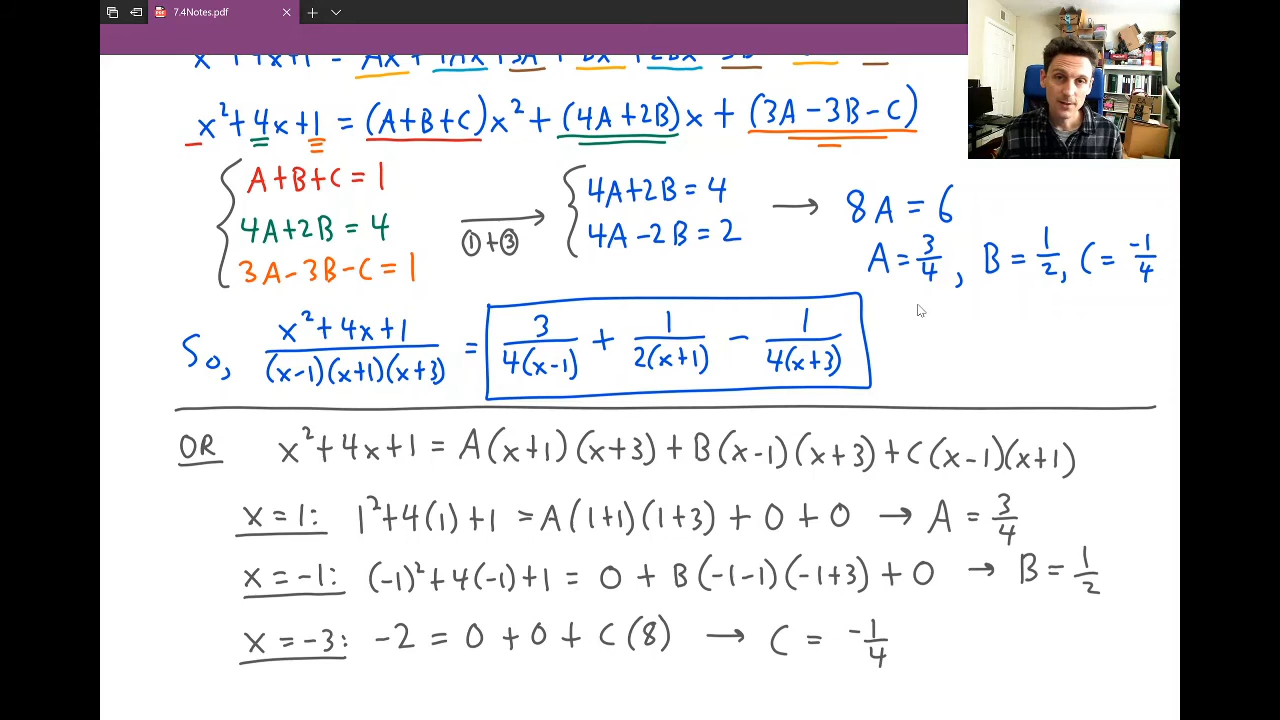 7.4Notes.pdf
x² + 4x + 1 = (A+B+C)x² + (4A+2B)x + (3A-3B-C)
{ A+B+C = 1
4A+2B = 4
3A-3B-C = 1
①+③ →
{ 4A+2B = 4
4A-2B = 2
→ 8A = 6
A = 3/4, B = 1/2, C = -1/4
So, (x²+4x+1)/((x-1)(x+1)(x+3)) = 3/(4(x-1)) + 1/(2(x+1)) - 1/(4(x+3))
OR x²+4x+1 = A(x+1)(x+3) + B(x-1)(x+3) + C(x-1)(x+1)
x=1: 1²+4(1)+1 = A(1+1)(1+3) + 0 + 0 → A = 3/4
x=-1: (-1)²+4(-1)+1 = 0 + B(-1-1)(-1+3) + 0 → B = 1/2
x=-3: -2 = 0 + 0 + C(8) → C = -1/4